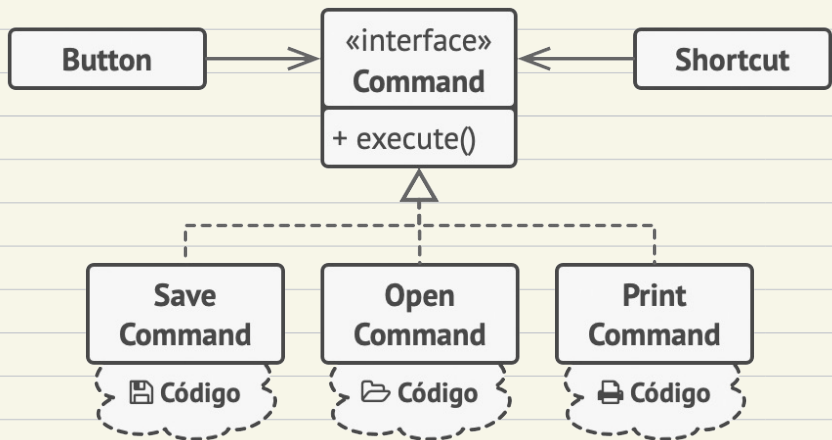 Button
«interface»
Command
Shortcut
+ execute()
Save
Command
Open
Command
Print
Command
Código
Código
Código